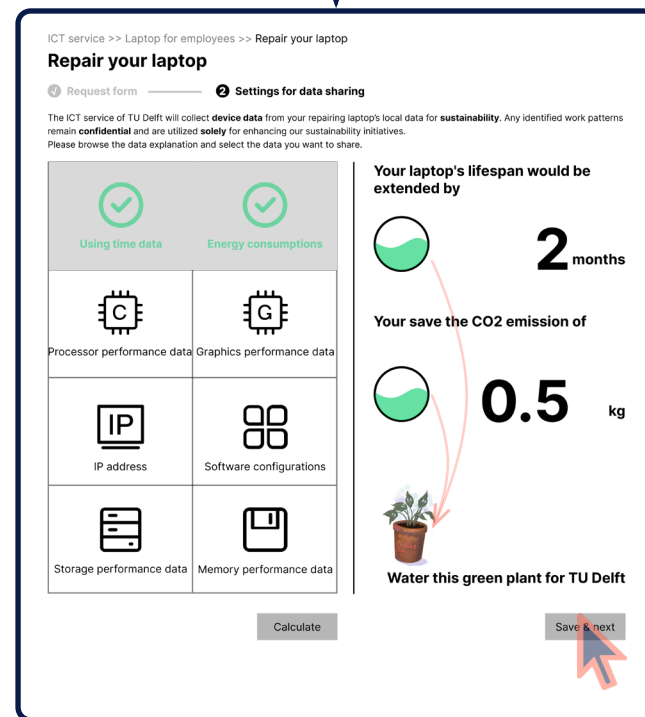 ICT service >> Laptop for employees >> Repair your laptop
Repair your laptop
Request form
2 Settings for data sharing
The ICT service of TU Delft will collect device data from your repairing laptop's local data for sustainability. Any identified work patterns
remain confidential and are utilized solely for enhancing our sustainability initiatives.
Please browse the data explanation and select the data you want to share.
Using time data
Energy consumptions
C
G
Processor performance data
Graphics performance data
IP
IP address
Software configurations
Storage performance data
Memory performance data
Calculate
Your laptop's lifespan would be
extended by
2 months
Your save the CO2 emission of
0.5 kg
Water this green plant for TU Delft
Save & next